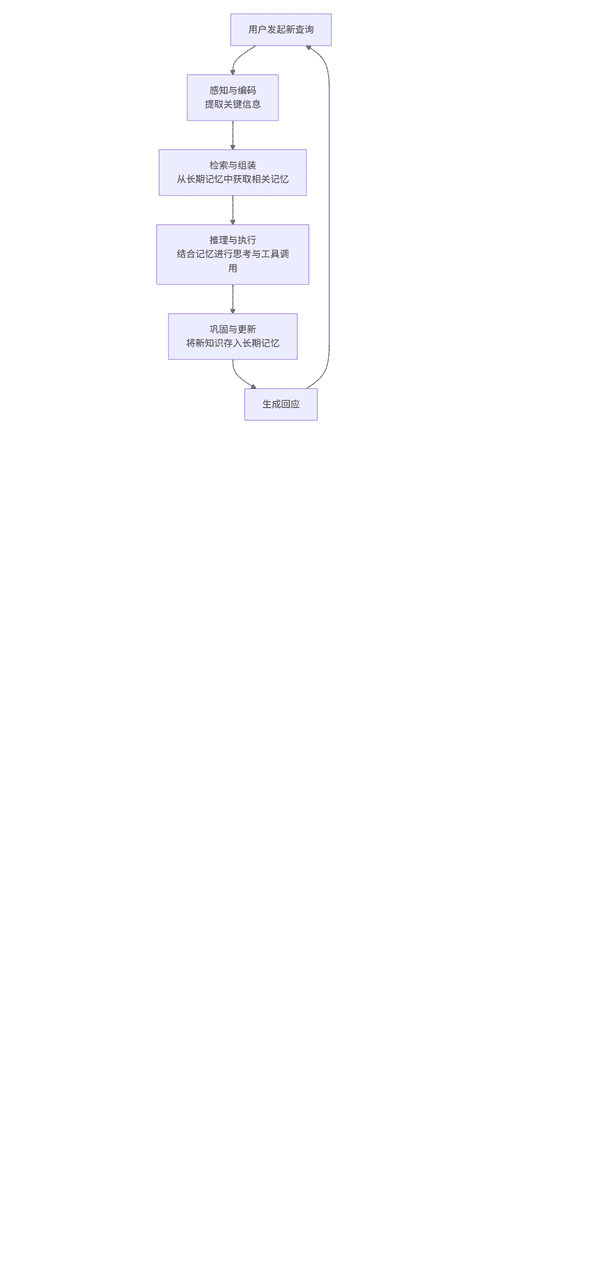 用户发起新查询
感知与编码
提取关键信息
检索与组装
从长期记忆中获取相关记忆
推理与执行
结合记忆进行思考与工具调
用
巩固与更新
将新知识存入长期记忆
生成回应